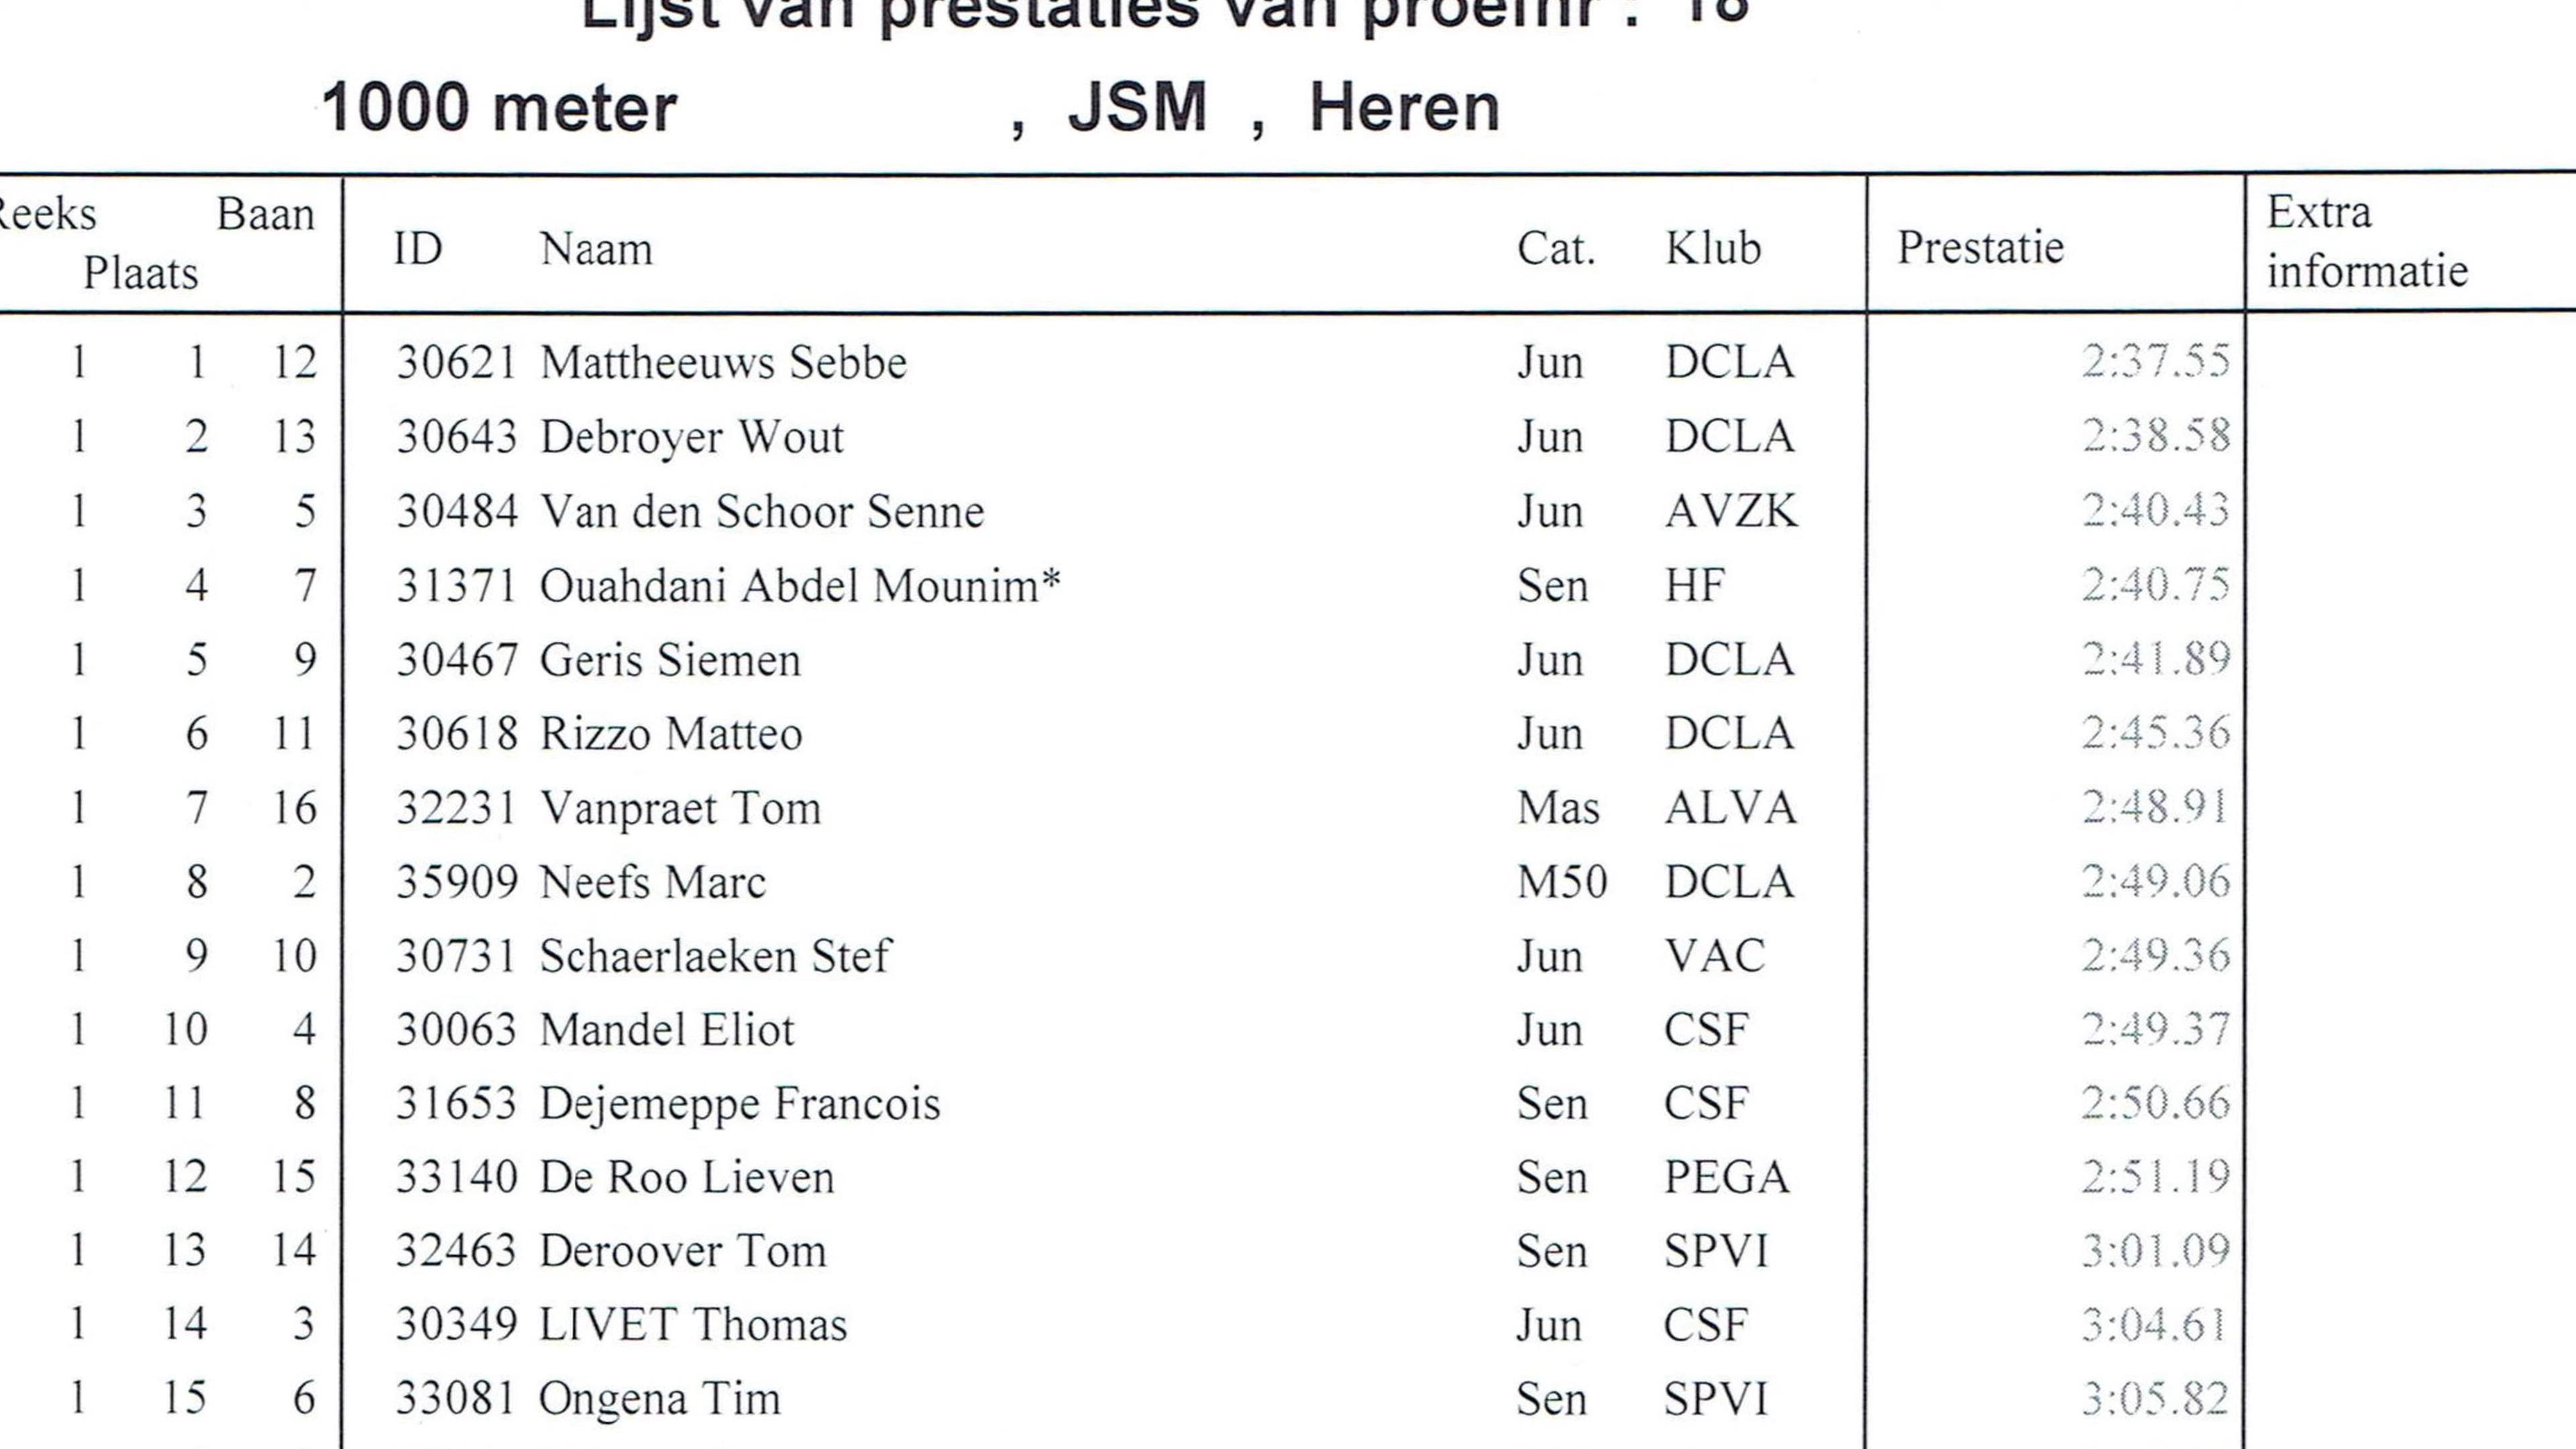 Lijst van prestaties van proefnr : 18
1000 meter , JSM , Heren
Reeks Plaats Baan ID Naam Cat. Klub Prestatie Extra informatie
1 1 12 30621 Mattheeuws Sebbe Jun DCLA 2:37.55
1 2 13 30643 Debroyer Wout Jun DCLA 2:38.58
1 3 5 30484 Van den Schoor Senne Jun AVZK 2:40.43
1 4 7 31371 Ouahdani Abdel Mounim* Sen HF 2:40.75
1 5 9 30467 Geris Siemen Jun DCLA 2:41.89
1 6 11 30618 Rizzo Matteo Jun DCLA 2:45.36
1 7 16 32231 Vanpraet Tom Mas ALVA 2:48.91
1 8 2 35909 Neefs Marc M50 DCLA 2:49.06
1 9 10 30731 Schaerlaeken Stef Jun VAC 2:49.36
1 10 4 30063 Mandel Eliot Jun CSF 2:49.37
1 11 8 31653 Dejemeppe Francois Sen CSF 2:50.66
1 12 15 33140 De Roo Lieven Sen PEGA 2:51.19
1 13 14 32463 Deroover Tom Sen SPVI 3:01.09
1 14 3 30349 LIVET Thomas Jun CSF 3:04.61
1 15 6 33081 Ongena Tim Sen SPVI 3:05.82